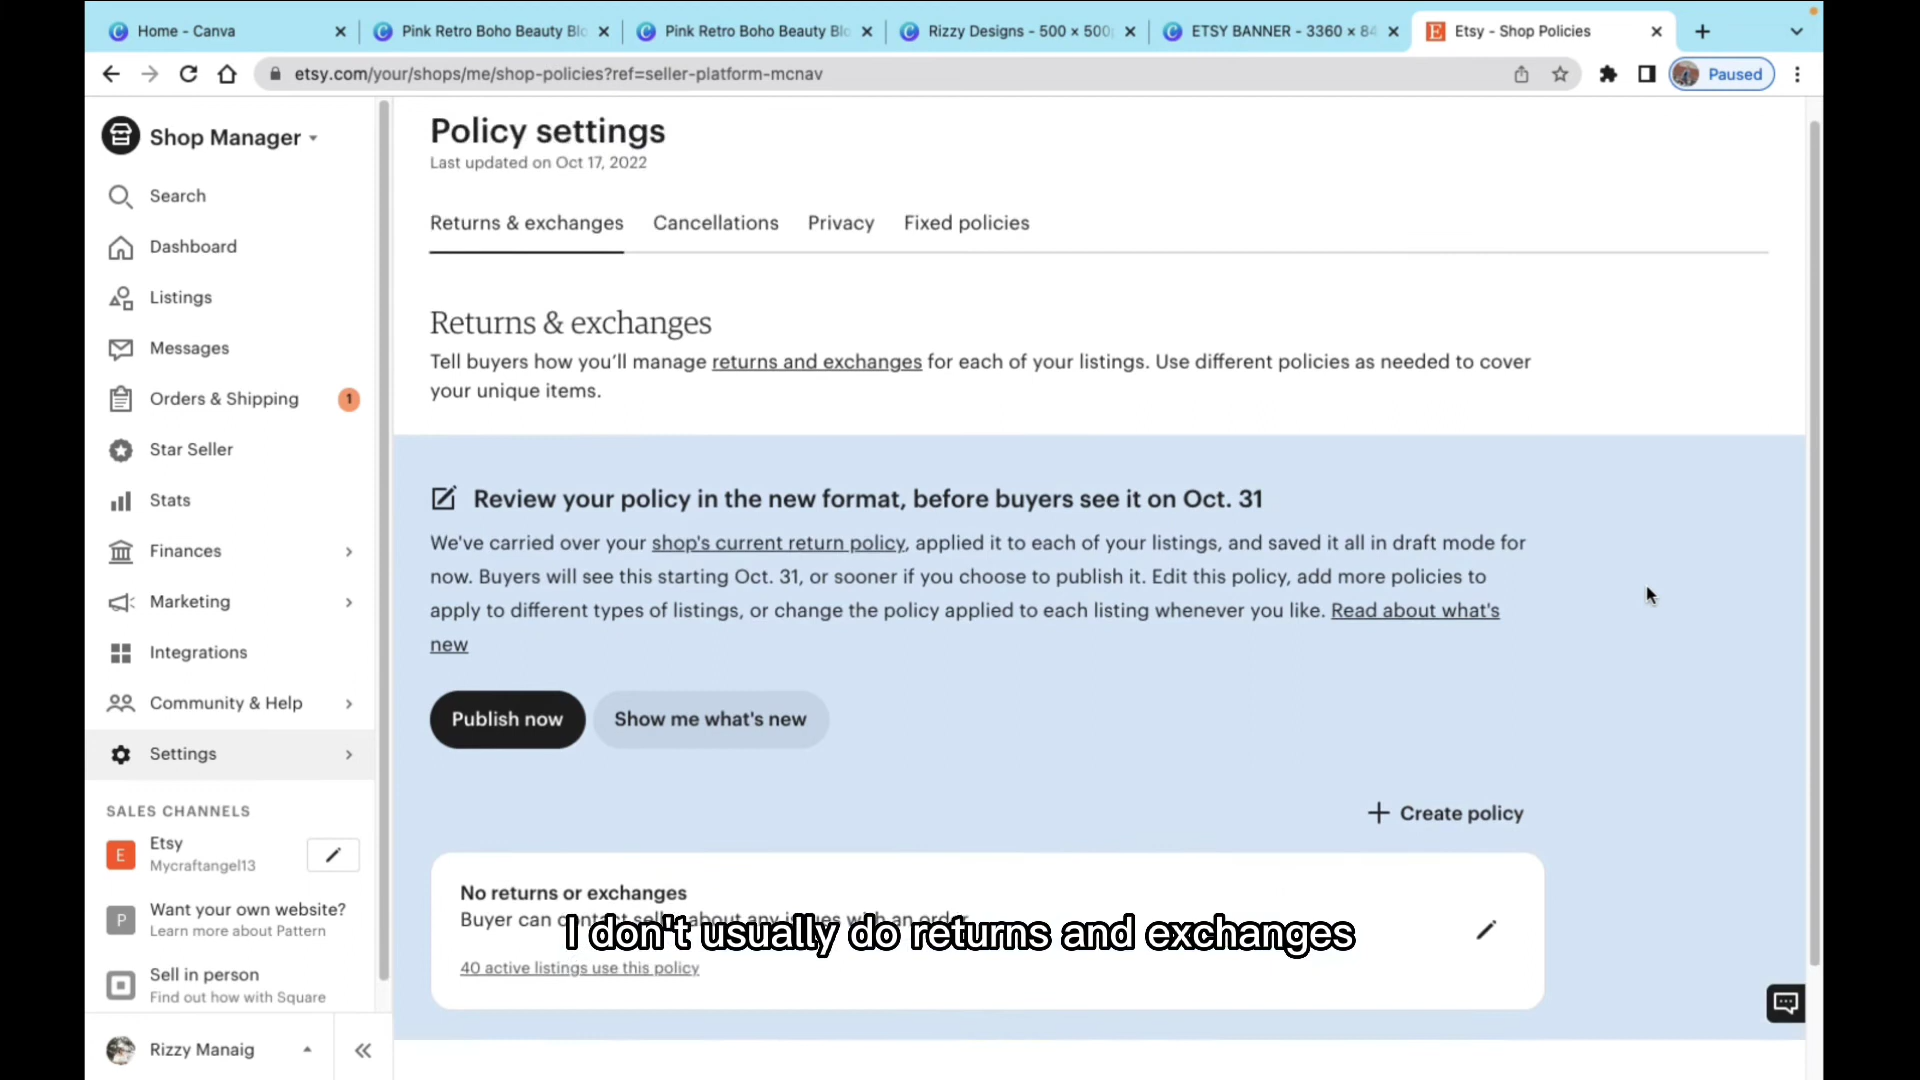 Home - Canva
Pink Retro Boho Beauty Blo
Pink Retro Boho Beauty Blo
Rizzy Designs - 500 × 500
ETSY BANNER - 3360 × 84
Etsy - Shop Policies
etsy.com/your/shops/me/shop-policies?ref=seller-platform-mcnav
Paused
Shop Manager
Search
Dashboard
Listings
Messages
Orders & Shipping
1
Star Seller
Stats
Finances
Marketing
Integrations
Community & Help
Settings
SALES CHANNELS
E
Etsy
Mycraftangel13
P
Want your own website?
Learn more about Pattern
Sell in person
Find out how with Square
Rizzy Manaig
Policy settings
Last updated on Oct 17, 2022
Returns & exchanges
Cancellations
Privacy
Fixed policies
Returns & exchanges
Tell buyers how you'll manage returns and exchanges for each of your listings. Use different policies as needed to cover
your unique items.
Review your policy in the new format, before buyers see it on Oct. 31
We've carried over your shop's current return policy, applied it to each of your listings, and saved it all in draft mode for
now. Buyers will see this starting Oct. 31, or sooner if you choose to publish it. Edit this policy, add more policies to
apply to different types of listings, or change the policy applied to each listing whenever you like. Read about what's
new
Publish now
Show me what's new
Create policy
No returns or exchanges
Buyer can contact seller about any issues with an order
I don't usually do returns and exchanges
40 active listings use this policy